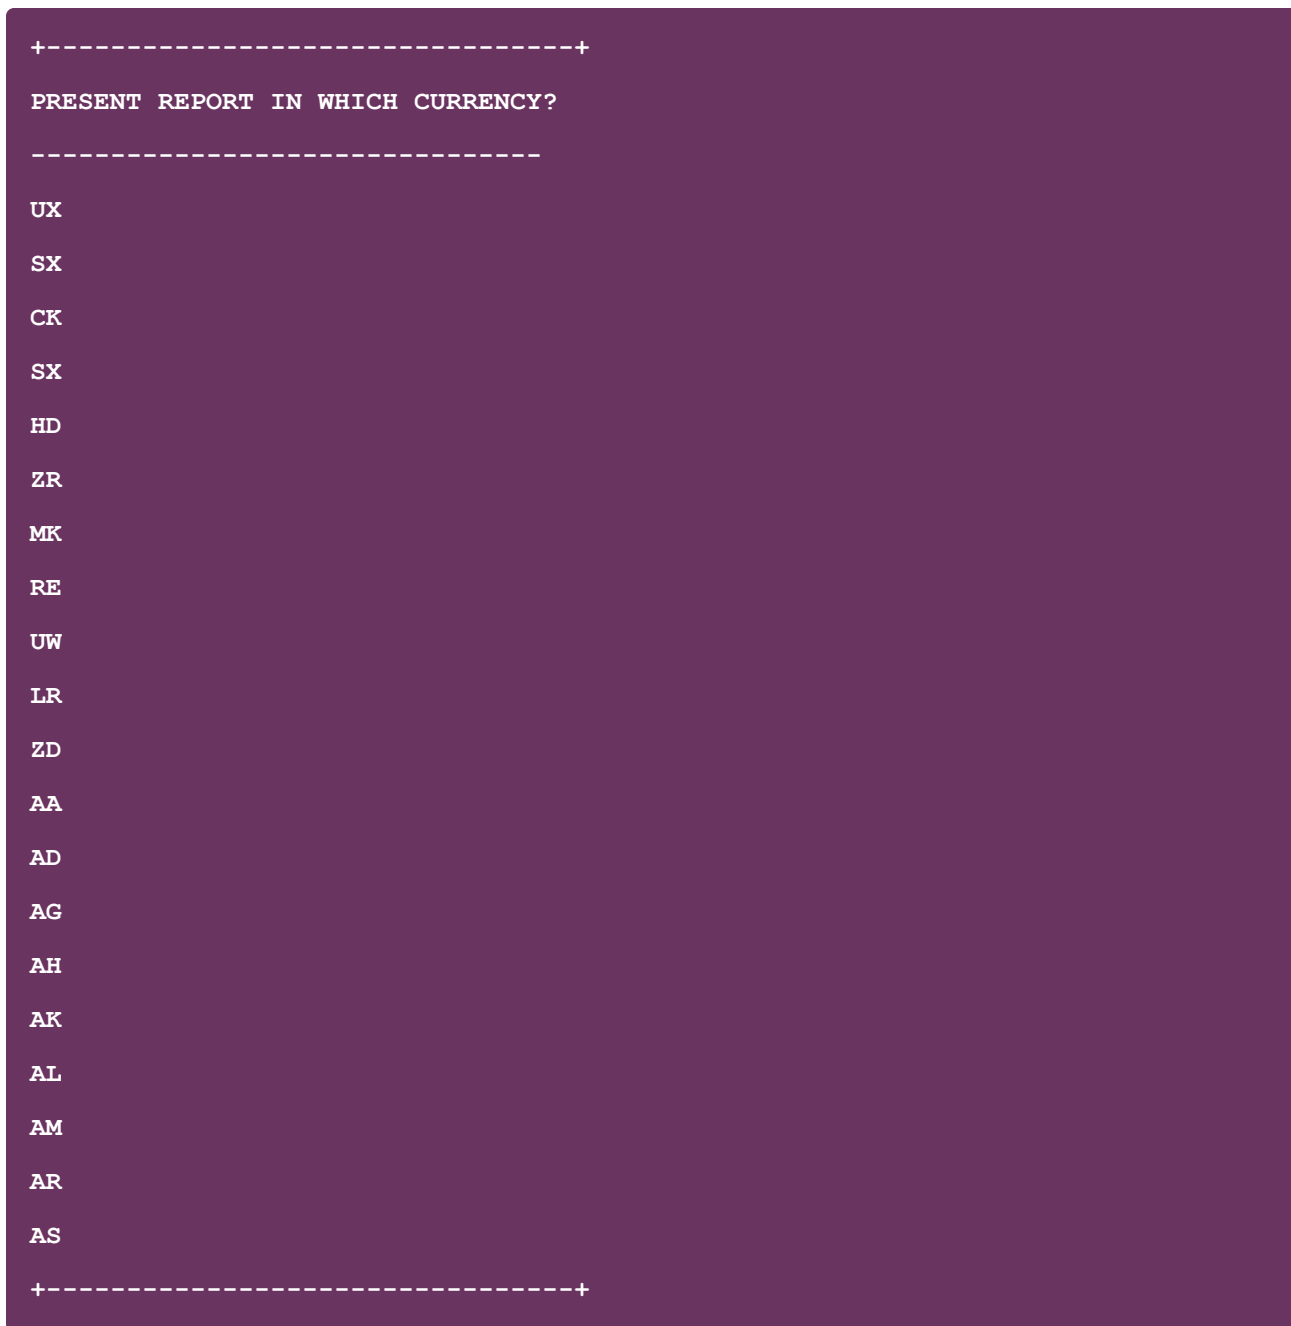 +---------------------------------+
PRESENT REPORT IN WHICH CURRENCY?
--------------------------------
UX
SX
CK
SX
HD
ZR
MK
RE
UW
LR
ZD
AA
AD
AG
AH
AK
AL
AM
AR
AS
+---------------------------------+